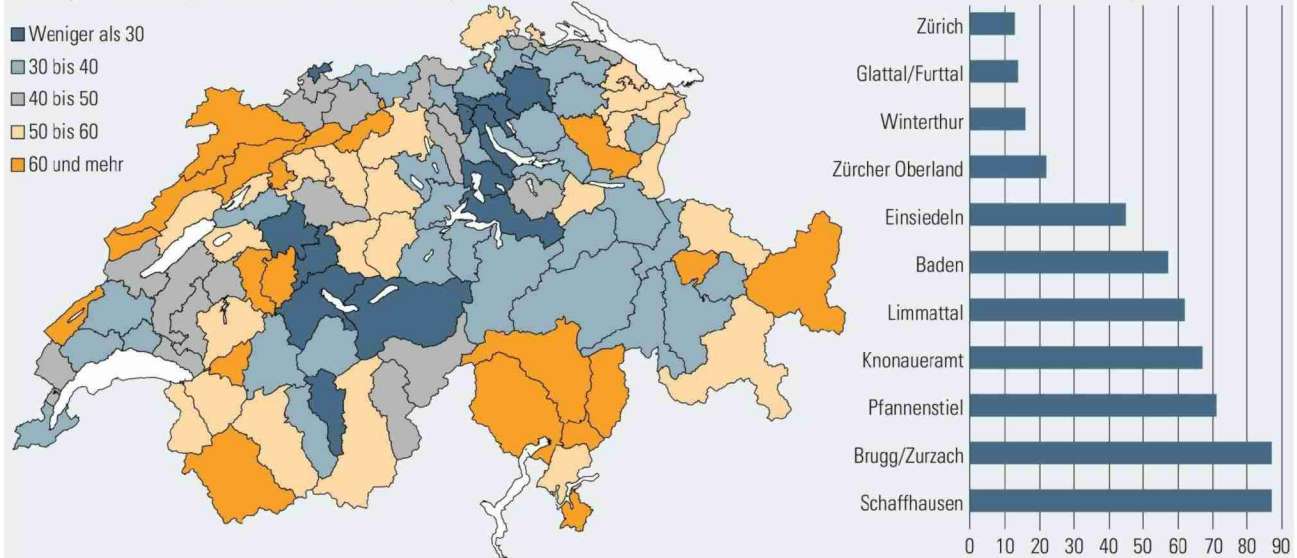 Weniger als 30
30 bis 40
40 bis 50
50 bis 60
60 und mehr
Zürich
Glattal/Furttal
Winterthur
Zürcher Oberland
Einsiedeln
Baden
Limmattal
Knonaueramt
Pfannenstiel
Brugg/Zurzach
Schaffhausen
0 10 20 30 40 50 60 70 80 90